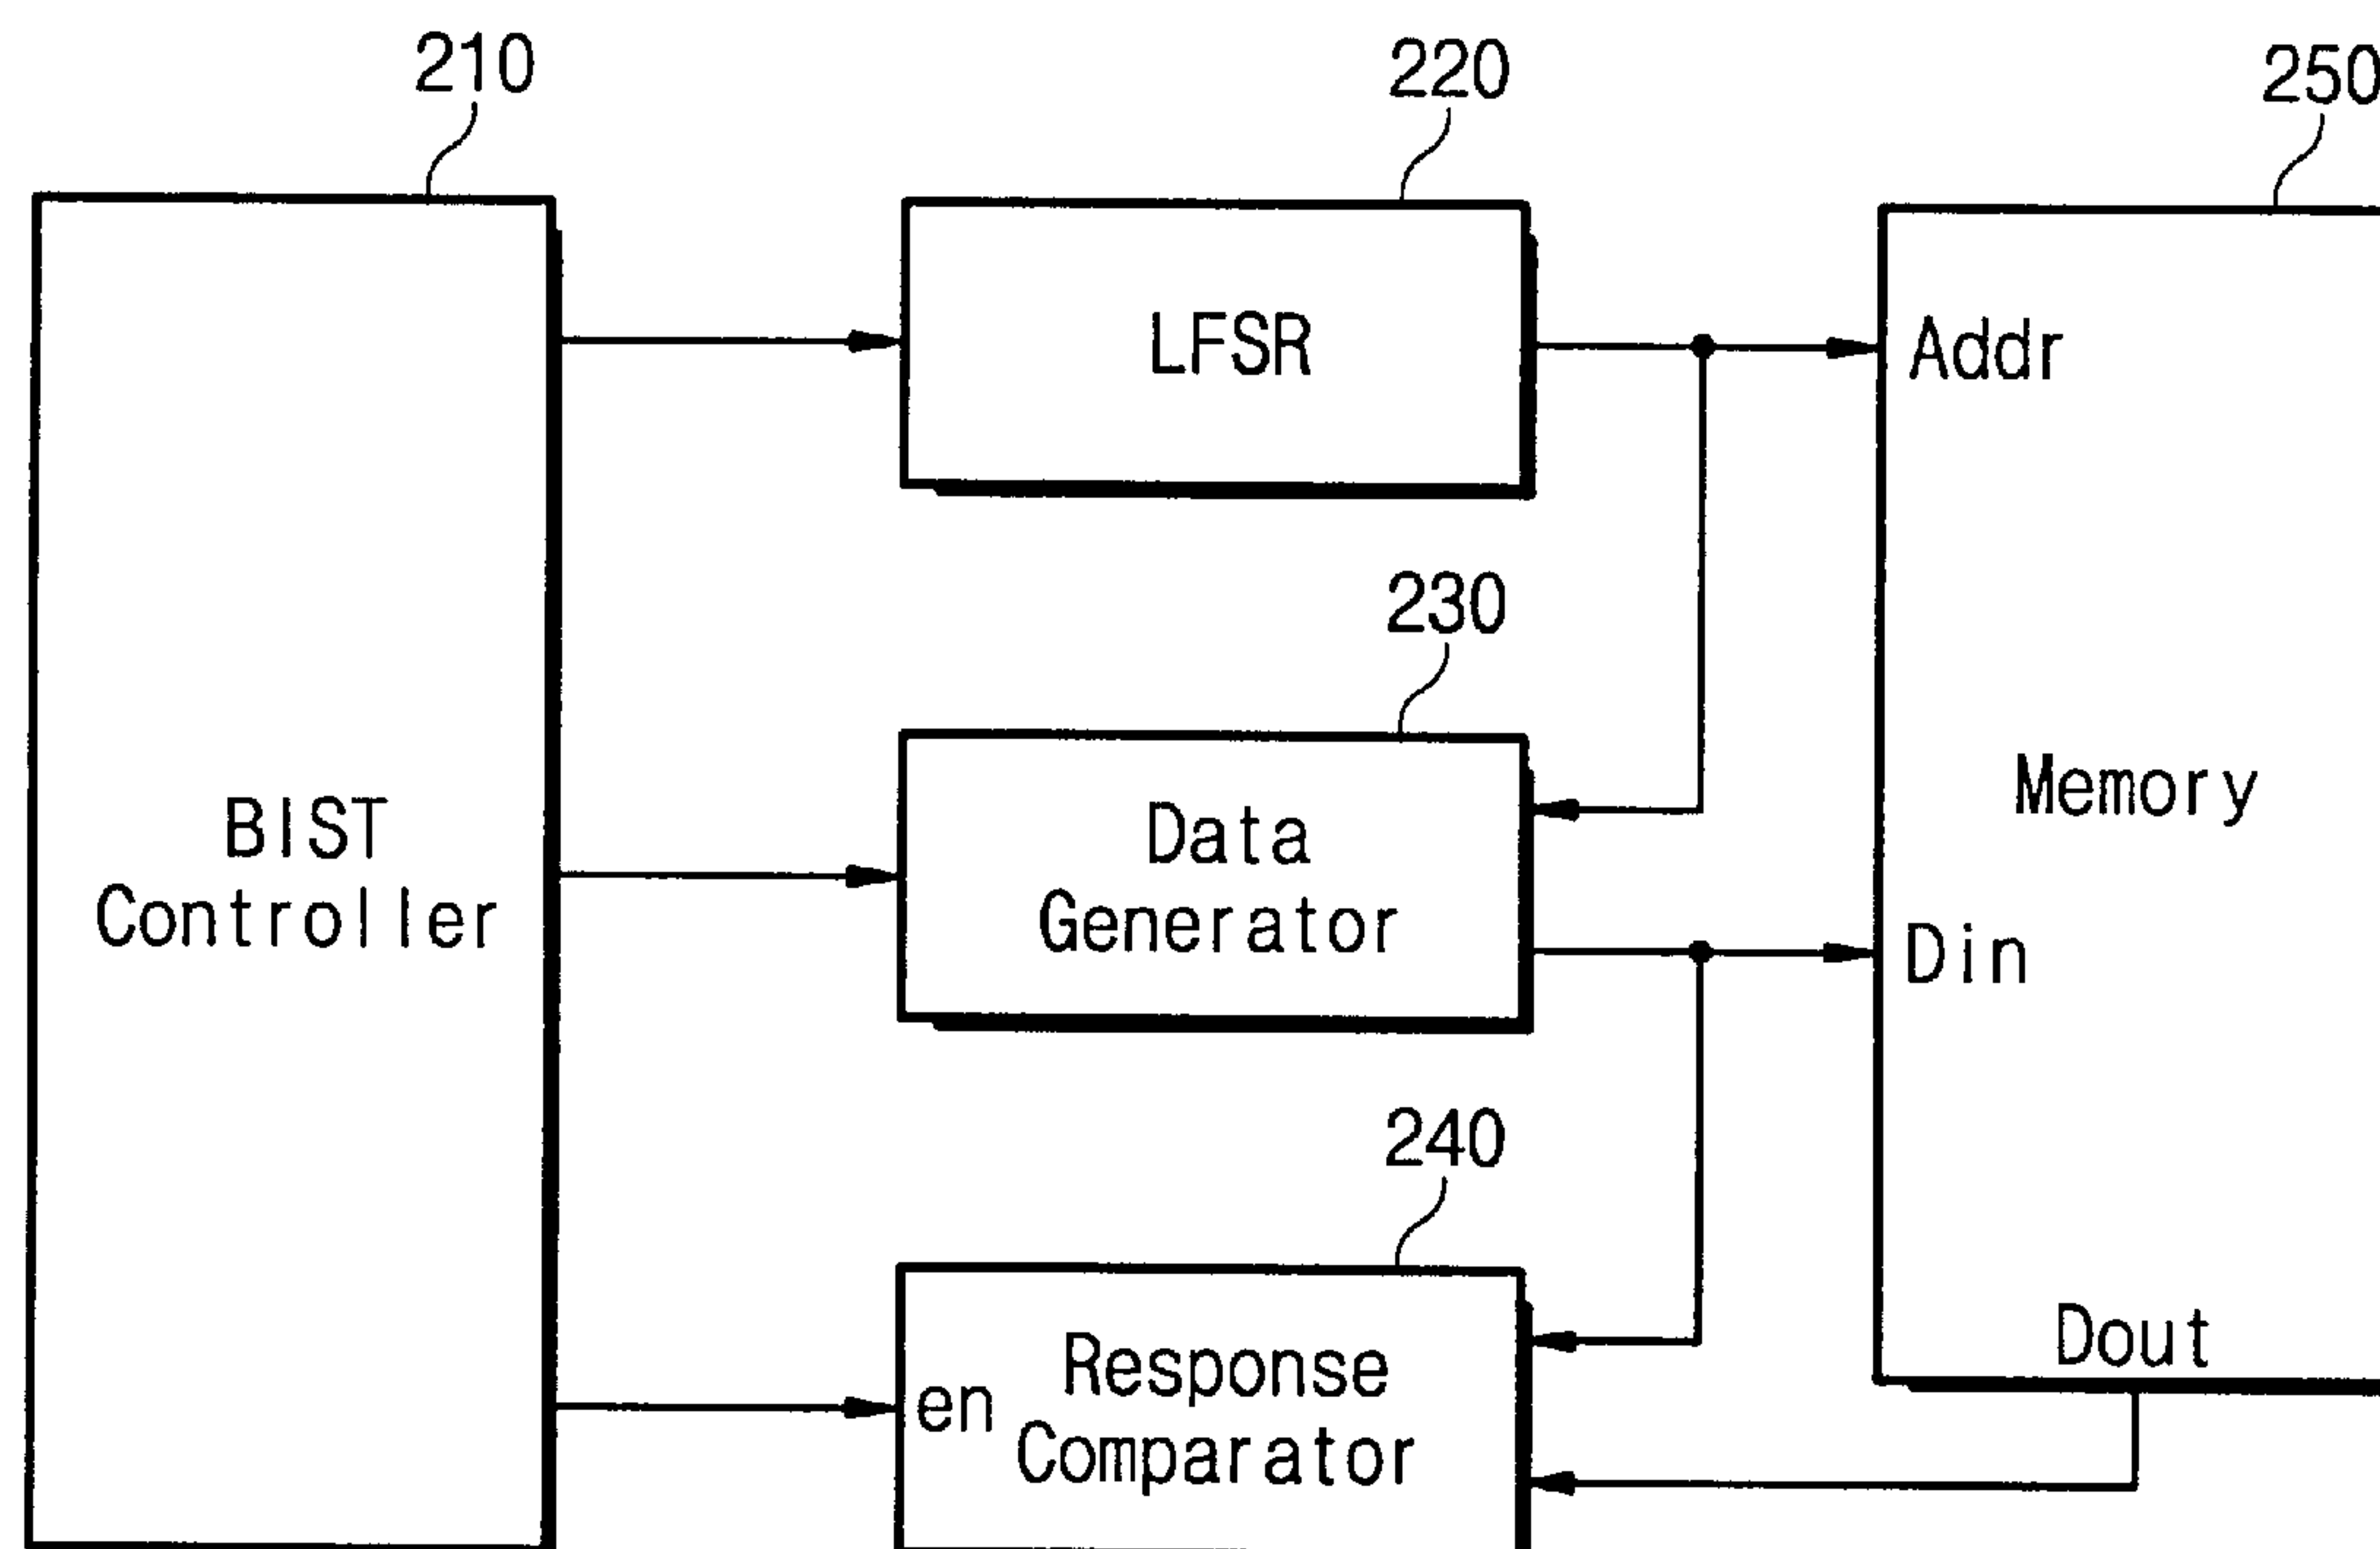 210
220
250
LFSR
Addr
230
Memory
BIST
Controller
Data
Generator
Din
240
Dout
en
Response
Comparator